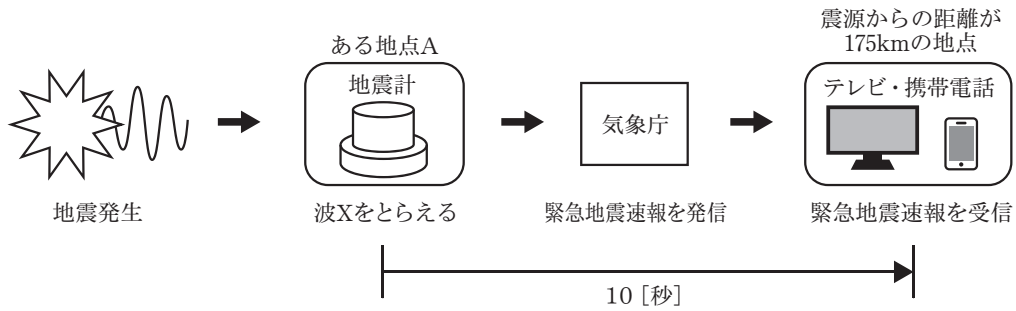 震源からの距離が
175kmの地点
ある地点A
地震計
テレビ・携帯電話
気象庁
地震発生
波Xをとらえる
緊急地震速報を発信
緊急地震速報を受信
10［秒］